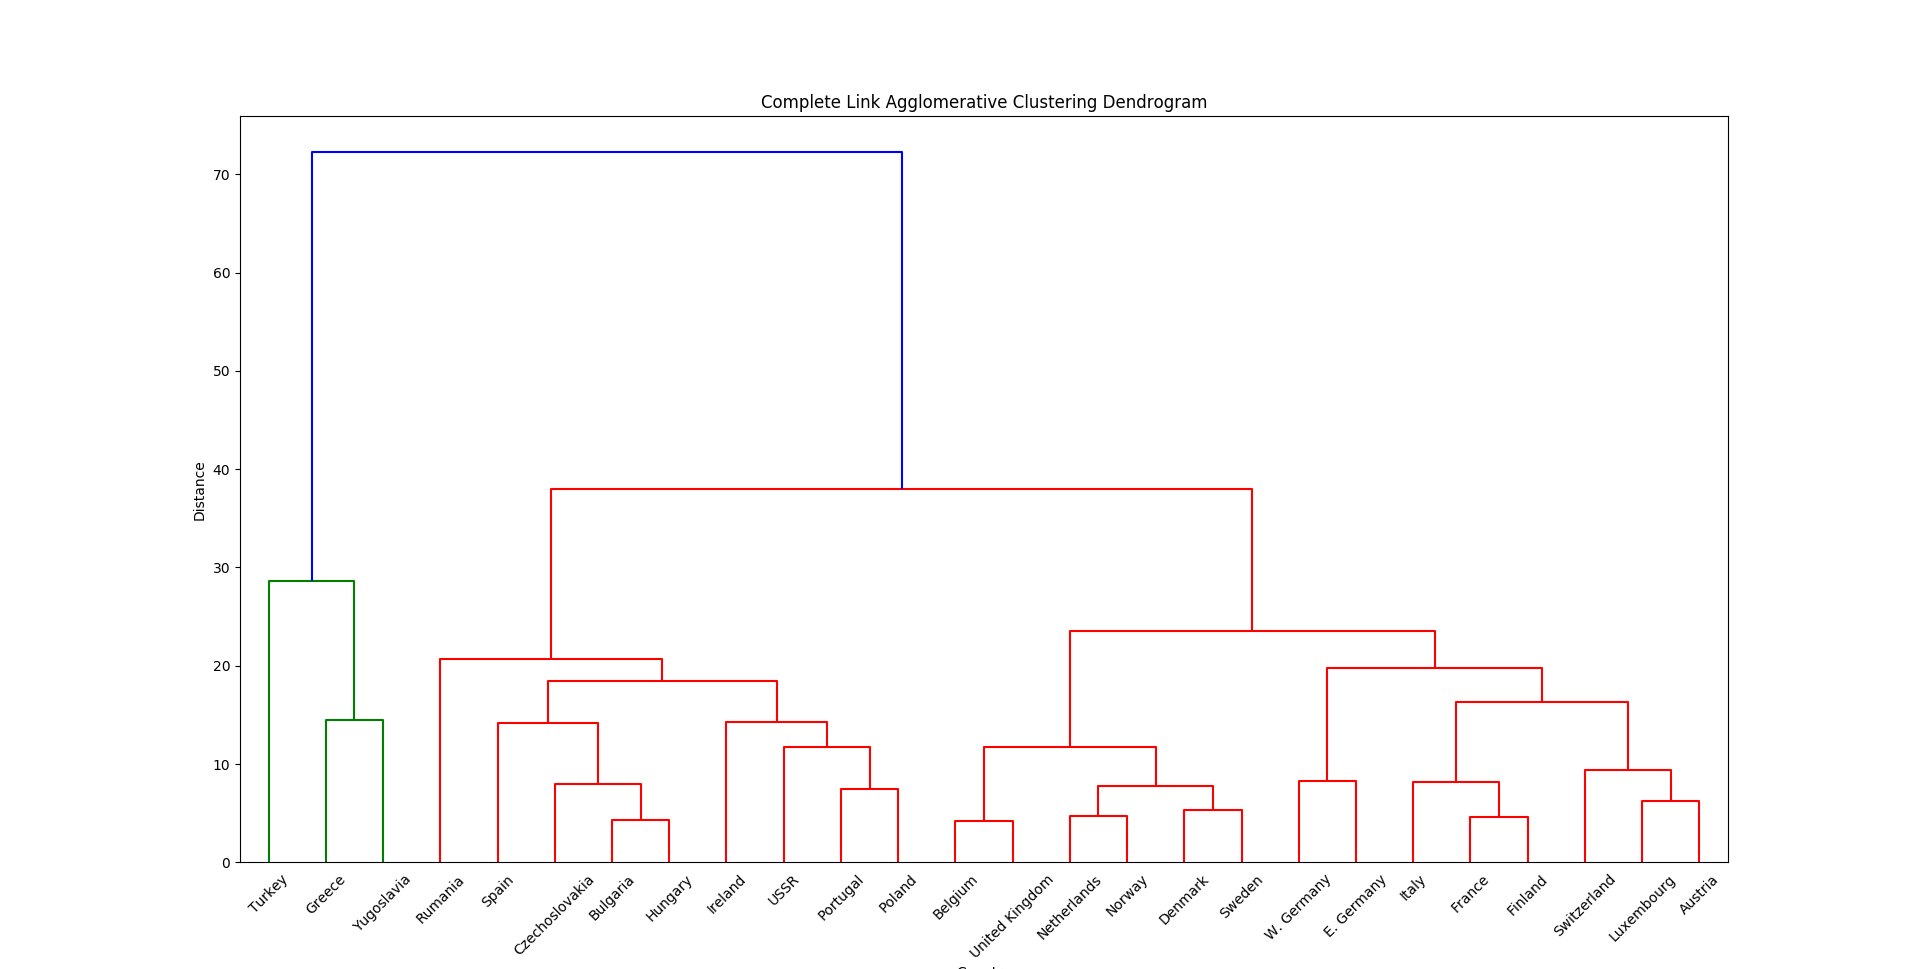 Complete Link Agglomerative Clustering Dendrogram
70
60
50
40
30
20
10
0
Distance
Turkey
Greece
Yugoslavia
Rumania
Spain
Czechoslovakia
Bulgaria
Hungary
Ireland
USSR
Portugal
Poland
Belgium
United Kingdom
Netherlands
Norway
Denmark
Sweden
W. Germany
E. Germany
Italy
France
Finland
Switzerland
Luxembourg
Austria